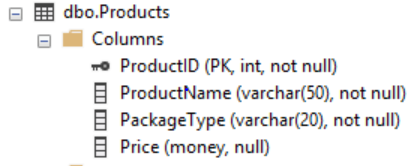 dbo.Products
Columns
ProductID (PK, int, not null)
ProductName (varchar(50), not null)
PackageType (varchar(20), not null)
Price (money, null)